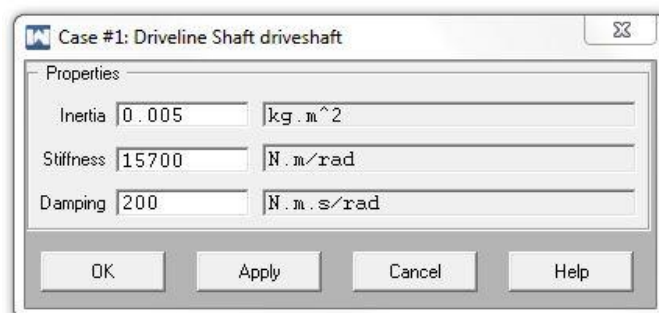 Case #1: Driveline Shaft driveshaft
Properties
Inertia 0.005 kg.m^2
Stiffness 15700 N.m/rad
Damping 200 N.m.s/rad
OK Apply Cancel Help